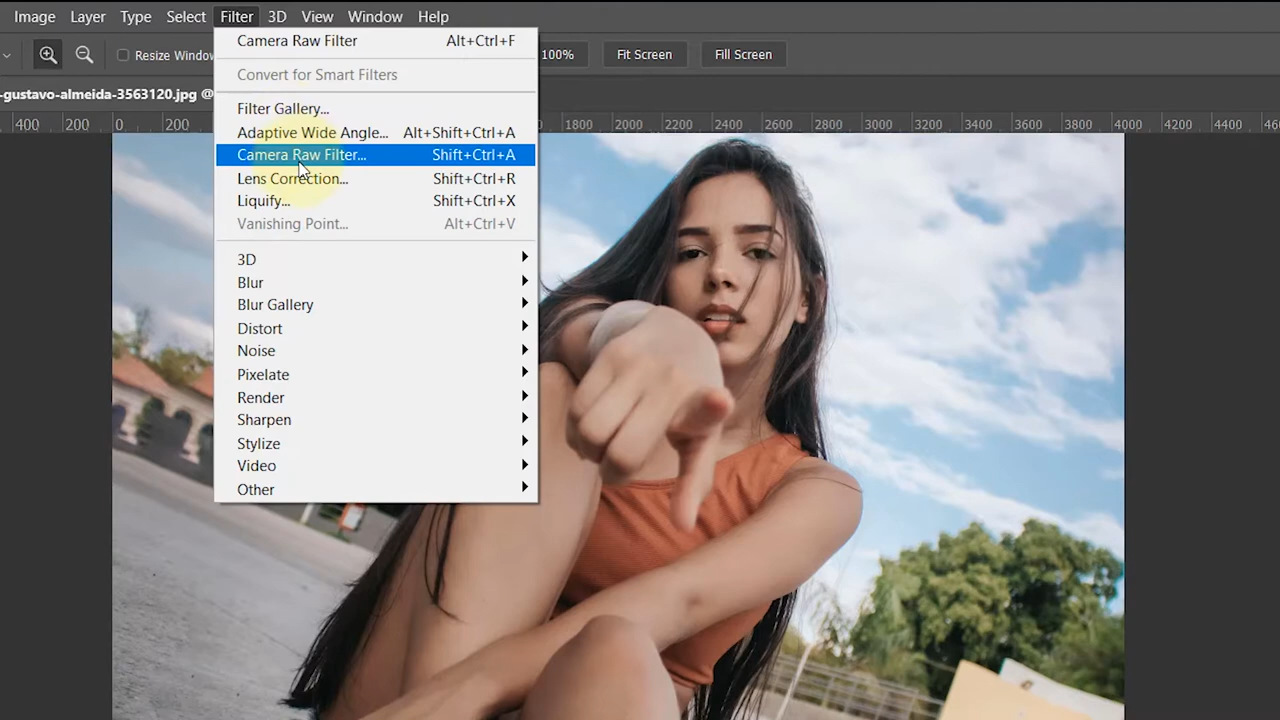 Image Layer Type Select Filter 3D View Window Help
Resize Window 100% Fit Screen Fill Screen
-gustavo-almeida-3563120.jpg @
400 200 0 200 1800 2000 2200 2400 2600 2800 3000 3200 3400 3600 3800 4000 4200 4400 4600
Camera Raw Filter Alt+Ctrl+F
Convert for Smart Filters
Filter Gallery...
Adaptive Wide Angle... Alt+Shift+Ctrl+A
Camera Raw Filter... Shift+Ctrl+A
Lens Correction... Shift+Ctrl+R
Liquify... Shift+Ctrl+X
Vanishing Point... Alt+Ctrl+V
3D
Blur
Blur Gallery
Distort
Noise
Pixelate
Render
Sharpen
Stylize
Video
Other